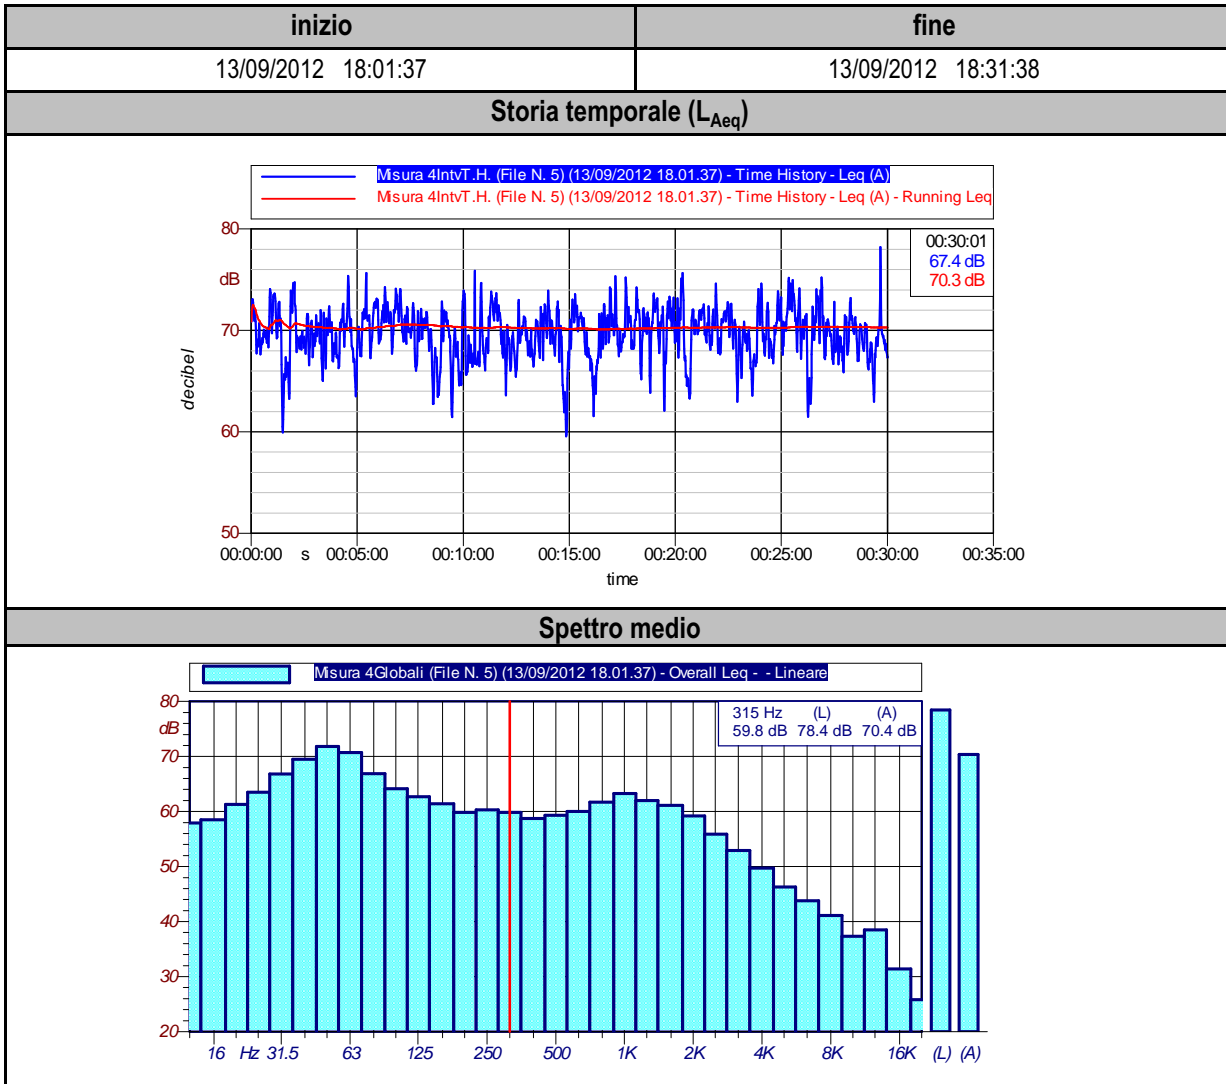 inizio fine
13/09/2012 18:01:37 13/09/2012 18:31:38
Storia temporale (LAeq)
Misura 4IntvT.H. (File N. 5) (13/09/2012 18.01.37) - Time History - Leq (A)
Misura 4IntvT.H. (File N. 5) (13/09/2012 18.01.37) - Time History - Leq (A) - Running Leq
00:30:01
67.4 dB
70.3 dB
80
dB
70
60
50
decibel
00:00:00 s 00:05:00 00:10:00 00:15:00 00:20:00 00:25:00 00:30:00 00:35:00
time
Spettro medio
Misura 4Globali (File N. 5) (13/09/2012 18.01.37) - Overall Leq - - Lineare
315 Hz (L) (A)
59.8 dB 78.4 dB 70.4 dB
80
dB
70
60
50
40
30
20
16 Hz 31.5 63 125 250 500 1K 2K 4K 8K 16K (L) (A)